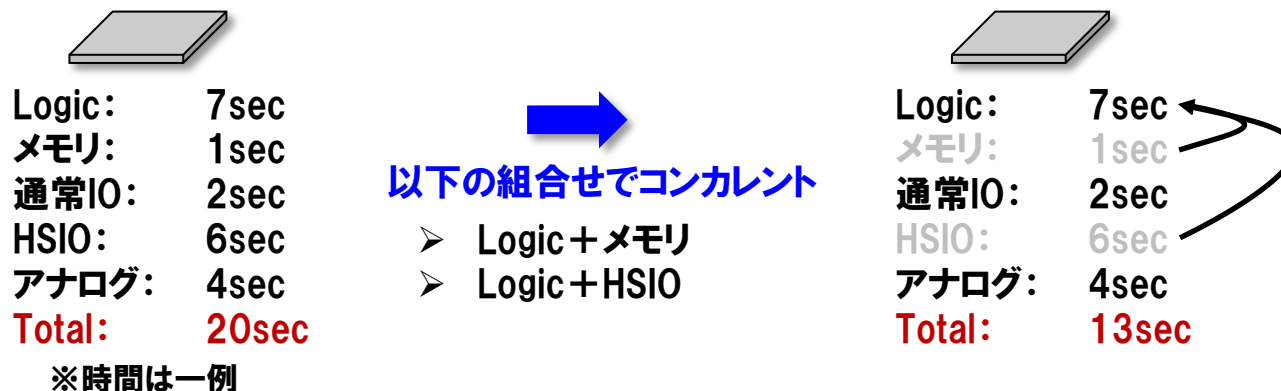 Logic： 7sec
メモリ： 1sec
通常IO： 2sec
HSIO： 6sec
アナログ： 4sec
Total： 20sec
※時間は一例
以下の組合せでコンカレント
➢ Logic＋メモリ
➢ Logic＋HSIO
Logic： 7sec
メモリ： 1sec
通常IO： 2sec
HSIO： 6sec
アナログ： 4sec
Total： 13sec